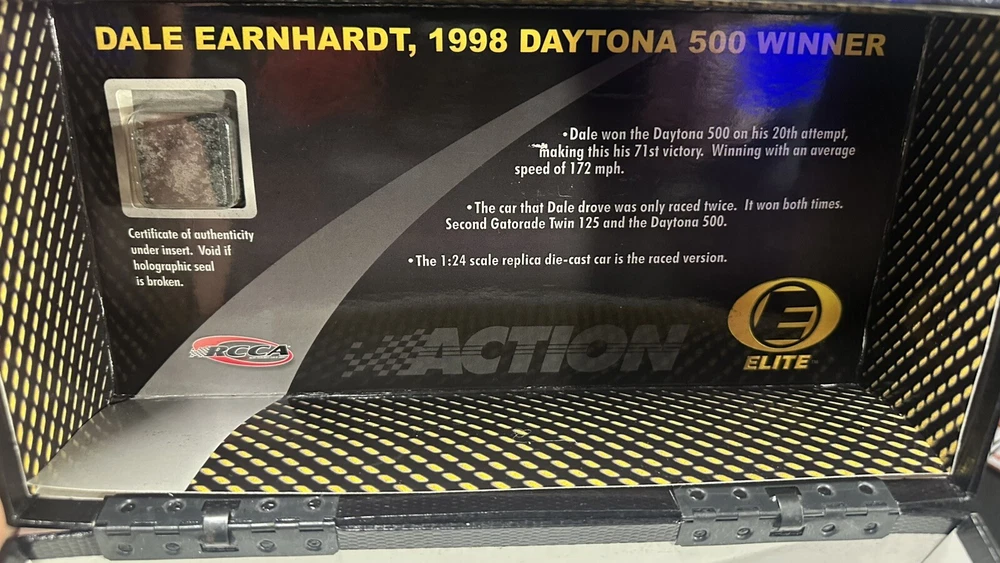 DALE EARNHARDT, 1998 DAYTONA 500 WINNER
•Dale won the Daytona 500 on his 20th attempt,
making this his 71st victory. Winning with an average
speed of 172 mph.
•The car that Dale drove was only raced twice. It won both times.
Second Gatorade Twin 125 and the Daytona 500.
•The 1:24 scale replica die-cast car is the raced version.
Certificate of authenticity
under insert. Void if
holographic seal
is broken.
RCCA
ACTION
E
ELITE